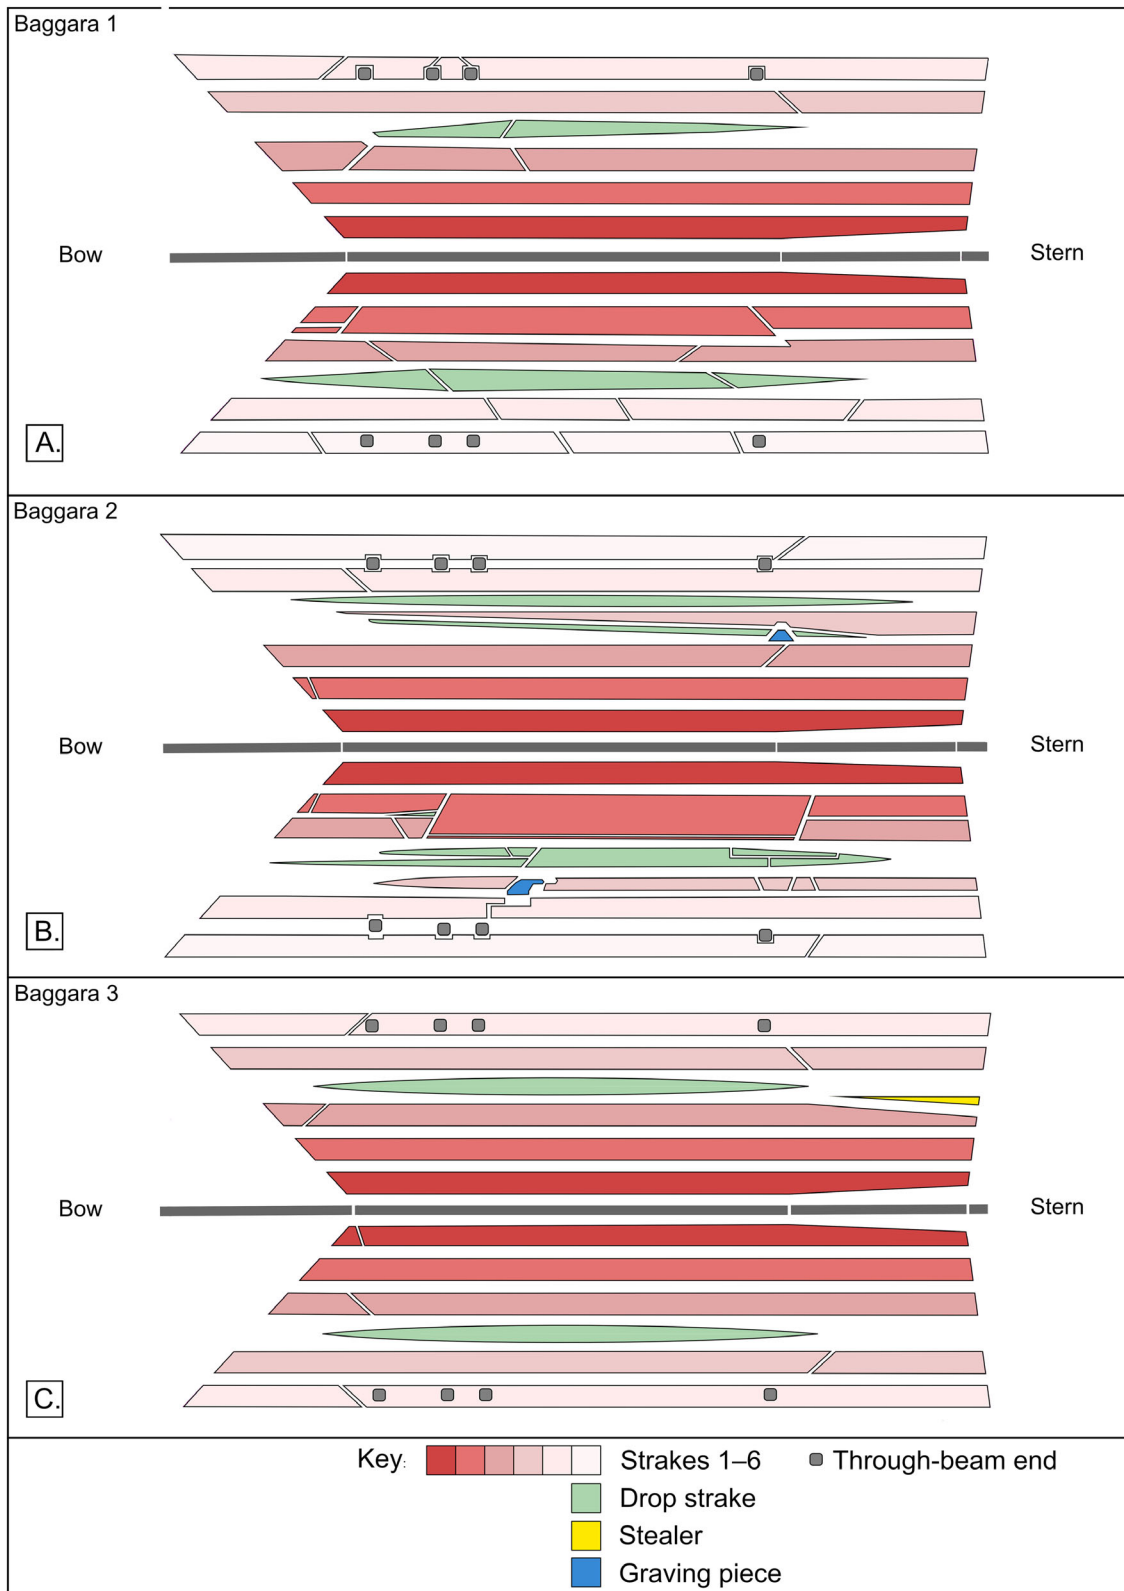 Baggara 1
Bow
Stern
A.
Baggara 2
Bow
Stern
B.
Baggara 3
Bow
Stern
C.
Key: Strakes 1–6 Through-beam end
Drop strake
Stealer
Graving piece